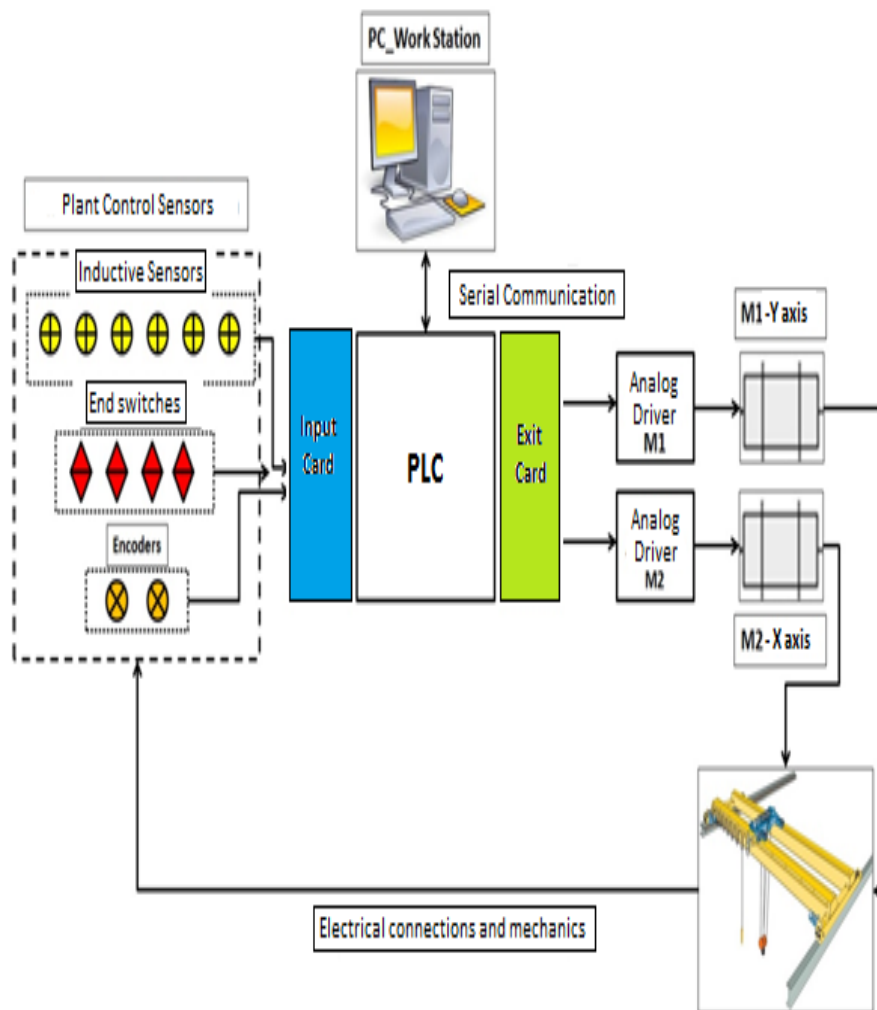 PC_Work Station
Plant Control Sensors
Inductive Sensors
Serial Communication
M1-Y axis
End switches
Input
Card
PLC
Exit
Card
Analog
Driver
M1
Encoders
Analog
Driver
M2
M2- X axis
Electrical connections and mechanics